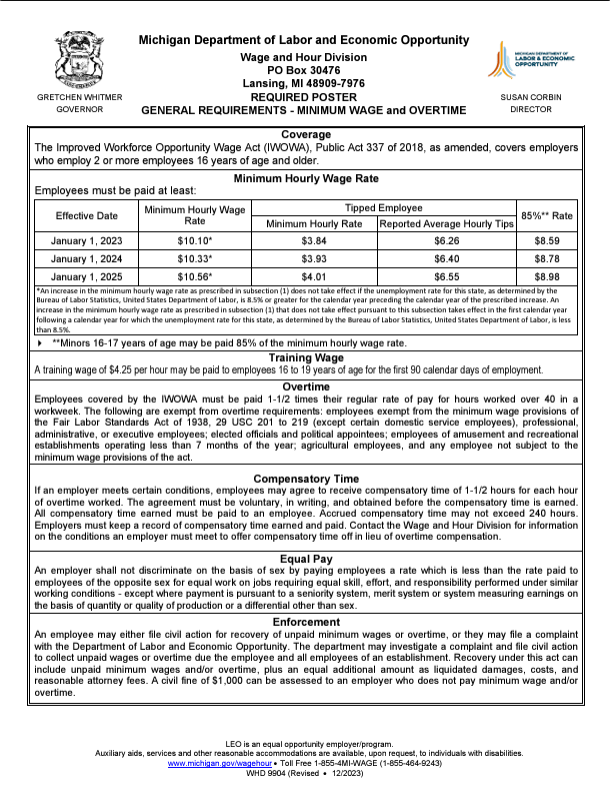 Michigan Department of Labor and Economic Opportunity
Wage and Hour Division
PO Box 30476
Lansing, MI 48909-7976
REQUIRED POSTER
GENERAL REQUIREMENTS - MINIMUM WAGE and OVERTIME
GRETCHEN WHITMER
GOVERNOR
MICHIGAN DEPARTMENT OF
LABOR & ECONOMIC
OPPORTUNITY
SUSAN CORBIN
DIRECTOR
Coverage
The Improved Workforce Opportunity Wage Act (IWOWA), Public Act 337 of 2018, as amended, covers employers
who employ 2 or more employees 16 years of age and older.
Minimum Hourly Wage Rate
Employees must be paid at least:
Effective Date Minimum Hourly Wage Rate Tipped Employee 85%** Rate
Minimum Hourly Rate Reported Average Hourly Tips
January 1, 2023 $10.10* $3.84 $6.26 $8.59
January 1, 2024 $10.33* $3.93 $6.40 $8.78
January 1, 2025 $10.56* $4.01 $6.55 $8.98
*An increase in the minimum hourly wage rate as prescribed in subsection (1) does not take effect if the unemployment rate for this state, as determined by the
Bureau of Labor Statistics, United States Department of Labor, is 8.5% or greater for the calendar year preceding the calendar year of the prescribed increase. An
increase in the minimum hourly wage rate as prescribed in subsection (1) that does not take effect pursuant to this subsection takes effect in the first calendar year
following a calendar year for which the unemployment rate for this state, as determined by the Bureau of Labor Statistics, United States Department of Labor, is less
than 8.5%.
**Minors 16-17 years of age may be paid 85% of the minimum hourly wage rate.
Training Wage
A training wage of $4.25 per hour may be paid to employees 16 to 19 years of age for the first 90 calendar days of employment.
Overtime
Employees covered by the IWOWA must be paid 1-1/2 times their regular rate of pay for hours worked over 40 in a
workweek. The following are exempt from overtime requirements: employees exempt from the minimum wage provisions of
the Fair Labor Standards Act of 1938, 29 USC 201 to 219 (except certain domestic service employees), professional,
administrative, or executive employees; elected officials and political appointees; employees of amusement and recreational
establishments operating less than 7 months of the year; agricultural employees, and any employee not subject to the
minimum wage provisions of the act.
Compensatory Time
If an employer meets certain conditions, employees may agree to receive compensatory time of 1-1/2 hours for each hour
of overtime worked. The agreement must be voluntary, in writing, and obtained before the compensatory time is earned.
All compensatory time earned must be paid to an employee. Accrued compensatory time may not exceed 240 hours.
Employers must keep a record of compensatory time earned and paid. Contact the Wage and Hour Division for information
on the conditions an employer must meet to offer compensatory time off in lieu of overtime compensation.
Equal Pay
An employer shall not discriminate on the basis of sex by paying employees a rate which is less than the rate paid to
employees of the opposite sex for equal work on jobs requiring equal skill, effort, and responsibility performed under similar
working conditions - except where payment is pursuant to a seniority system, merit system or system measuring earnings on
the basis of quantity or quality of production or a differential other than sex.
Enforcement
An employee may either file civil action for recovery of unpaid minimum wages or overtime, or they may file a complaint
with the Department of Labor and Economic Opportunity. The department may investigate a complaint and file civil action
to collect unpaid wages or overtime due the employee and all employees of an establishment. Recovery under this act can
include unpaid minimum wages and/or overtime, plus an equal additional amount as liquidated damages, costs, and
reasonable attorney fees. A civil fine of $1,000 can be assessed to an employer who does not pay minimum wage and/or
overtime.
LEO is an equal opportunity employer/program.
Auxiliary aids, services and other reasonable accommodations are available, upon request, to individuals with disabilities.
www.michigan.gov/wagehour • Toll Free 1-855-4MI-WAGE (1-855-464-9243)
WHD 9904 (Revised • 12/2023)